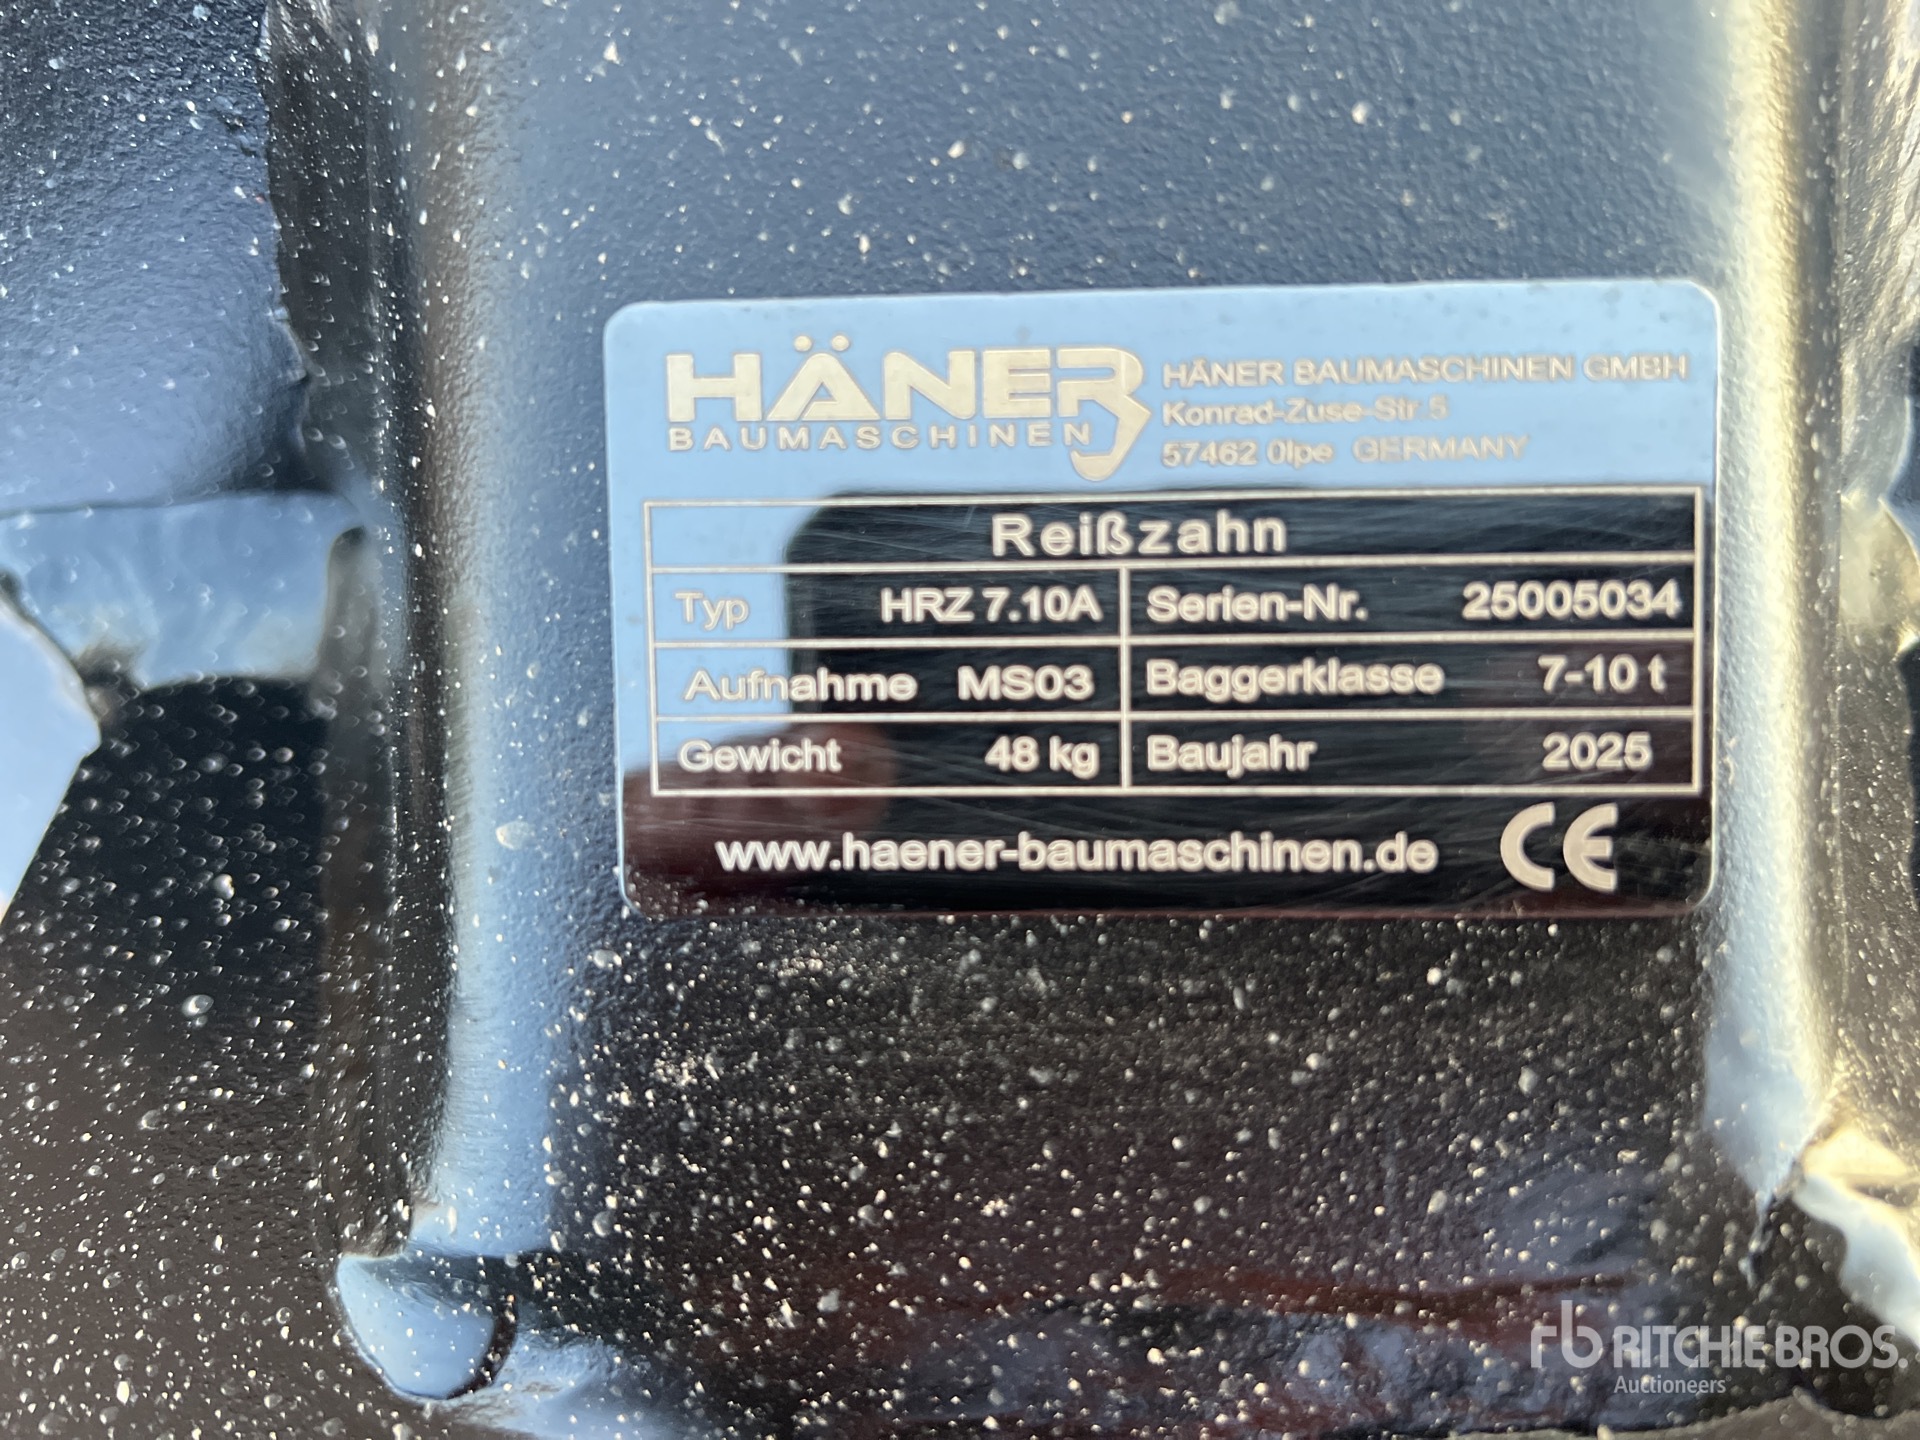 HÄNER
BAUMASCHINEN
HÄNER BAUMASCHINEN GMBH
Konrad-Zuse-Str.5
57462 Olpe GERMANY
Reißzahn
Typ HRZ 7.10A Serien-Nr. 25005034
Aufnahme MS03 Baggerklasse 7-10 t
Gewicht 48 kg Baujahr 2025
www.haener-baumaschinen.de CE
rb RITCHIE BROS.
Auctioneers